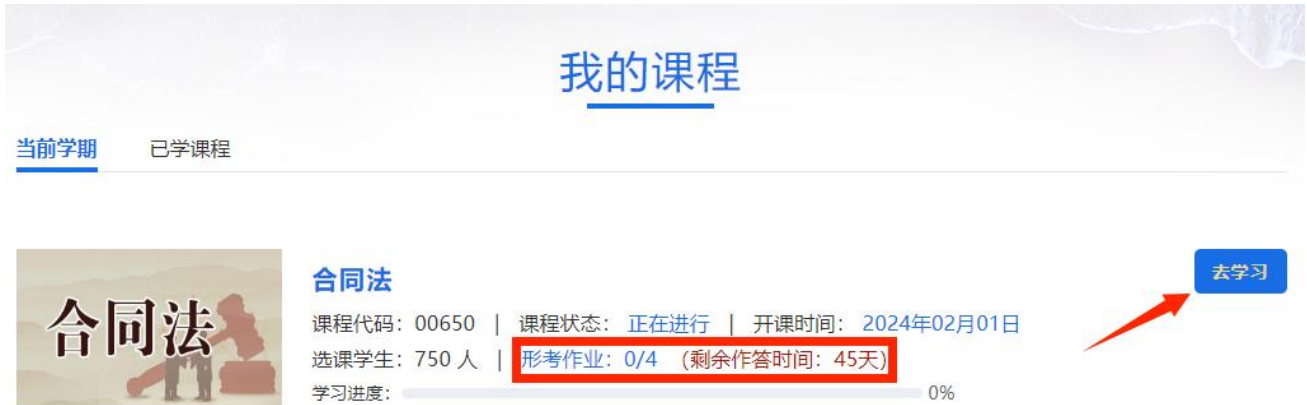 我的课程
当前学期 已学课程
合同法
合同法
去学习
课程代码：00650 | 课程状态： 正在进行 | 开课时间： 2024年02月01日
选课学生：750 人 | 形考作业：0/4 （剩余作答时间：45天）
学习进度： 0%